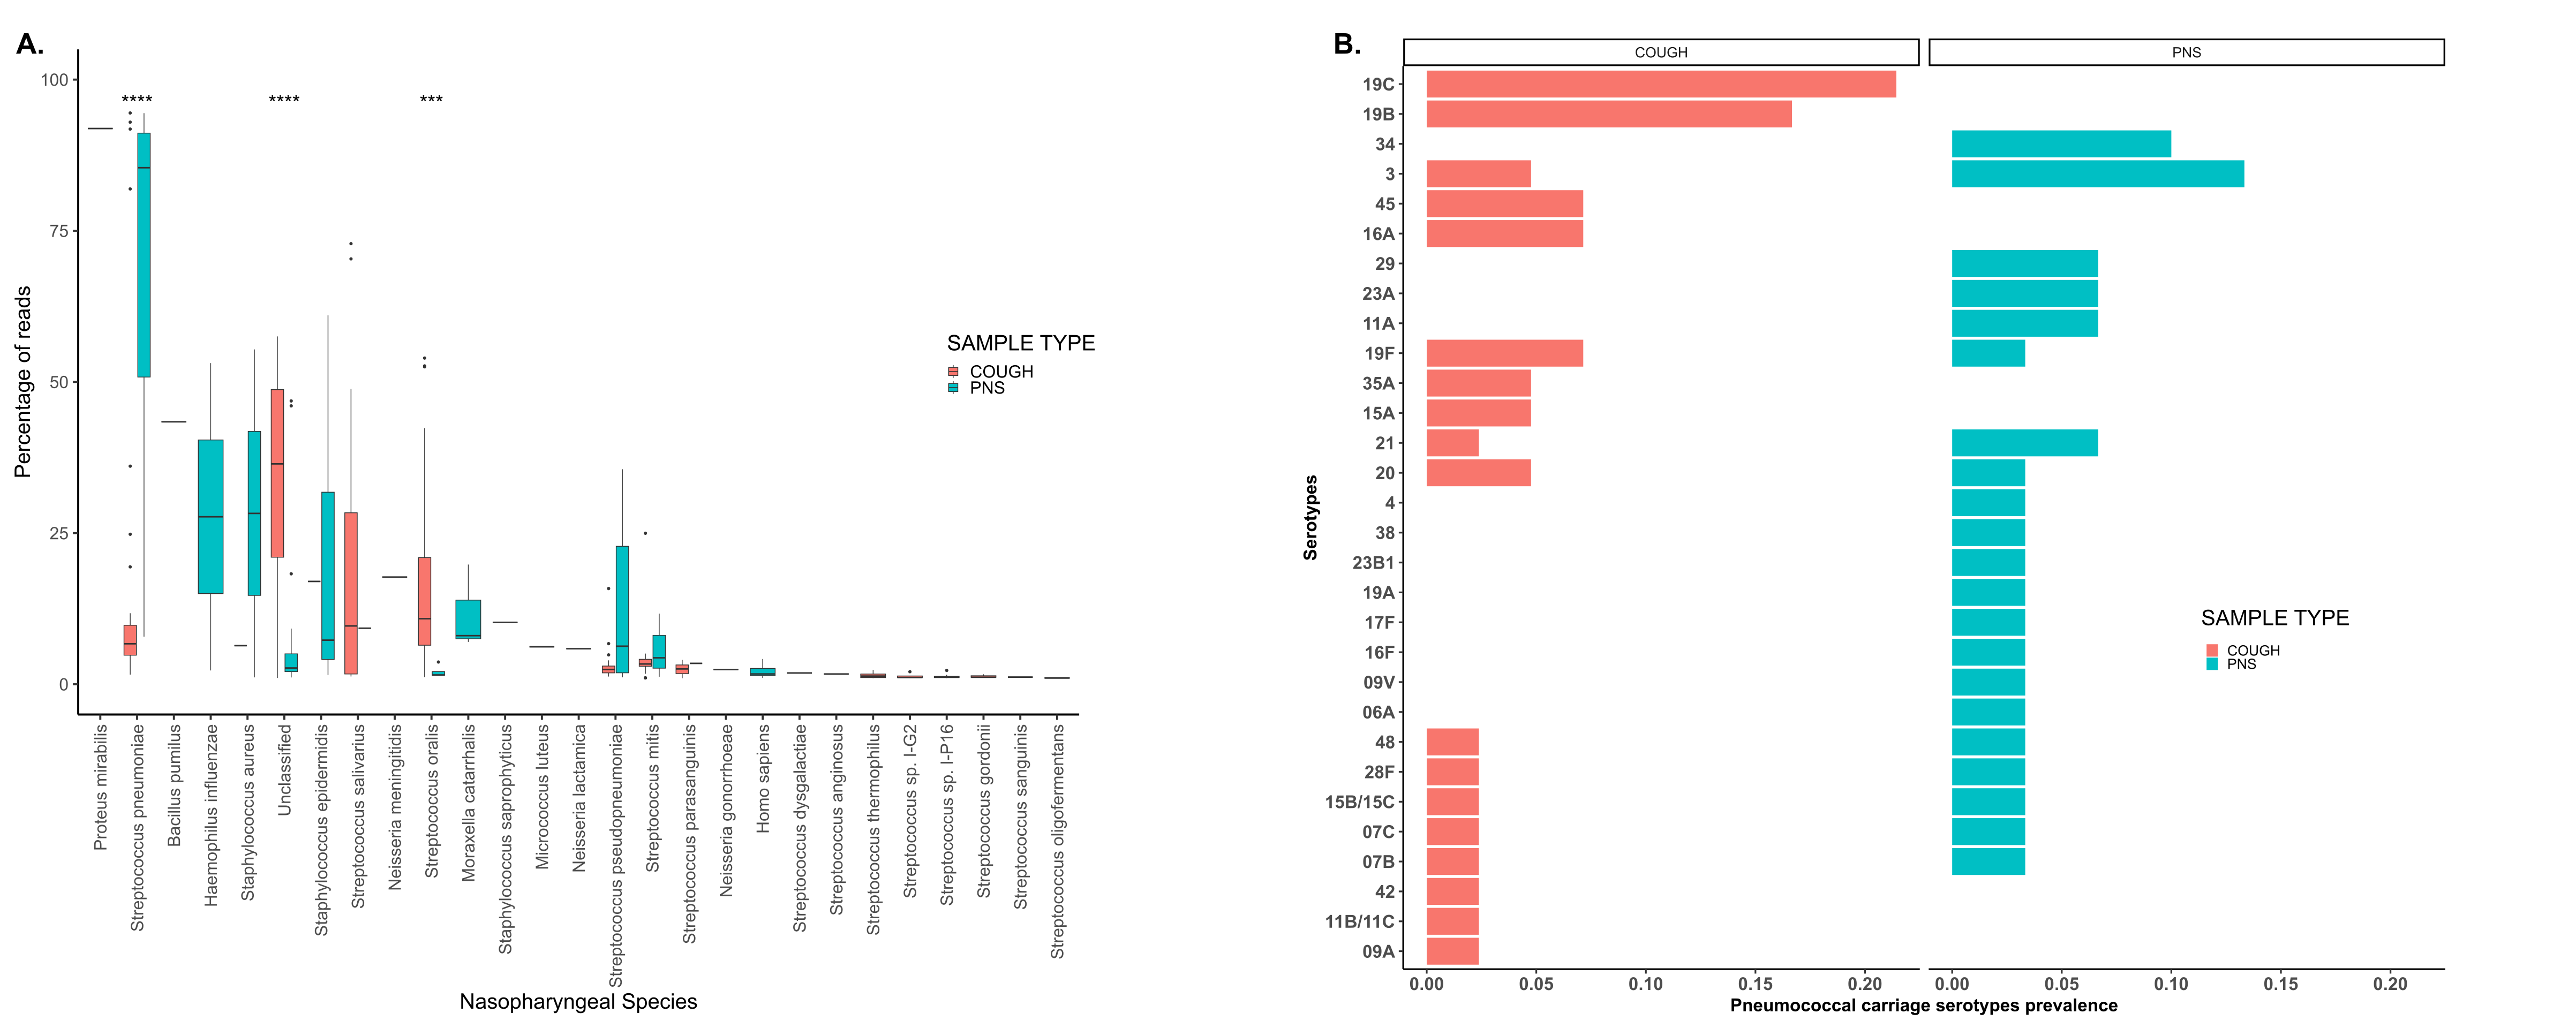 A.
100
75
50
25
0
Percentage of reads
****
****
***
SAMPLE TYPE
COUGH
PNS
Proteus mirabilis
Streptococcus pneumoniae
Bacillus pumilus
Haemophilus influenzae
Staphylococcus aureus
Unclassified
Staphylococcus epidermidis
Streptococcus salivarius
Neisseria meningitidis
Streptococcus oralis
Moraxella catarrhalis
Staphylococcus saprophyticus
Micrococcus luteus
Neisseria lactamica
Streptococcus pseudopneumoniae
Streptococcus mitis
Streptococcus parasanguinis
Neisseria gonorrhoeae
Homo sapiens
Streptococcus dysgalactiae
Streptococcus anginosus
Streptococcus thermophilus
Streptococcus sp. I-G2
Streptococcus sp. I-P16
Streptococcus gordonii
Streptococcus sanguinis
Streptococcus oligofermentans
Nasopharyngeal Species
B.
COUGH
PNS
19C
19B
34
3
45
16A
29
23A
11A
19F
35A
15A
21
20
4
38
23B1
19A
17F
16F
09V
06A
48
28F
15B/15C
07C
07B
42
11B/11C
09A
Serotypes
SAMPLE TYPE
COUGH
PNS
0.00 0.05 0.10 0.15 0.20
0.00 0.05 0.10 0.15 0.20
Pneumococcal carriage serotypes prevalence